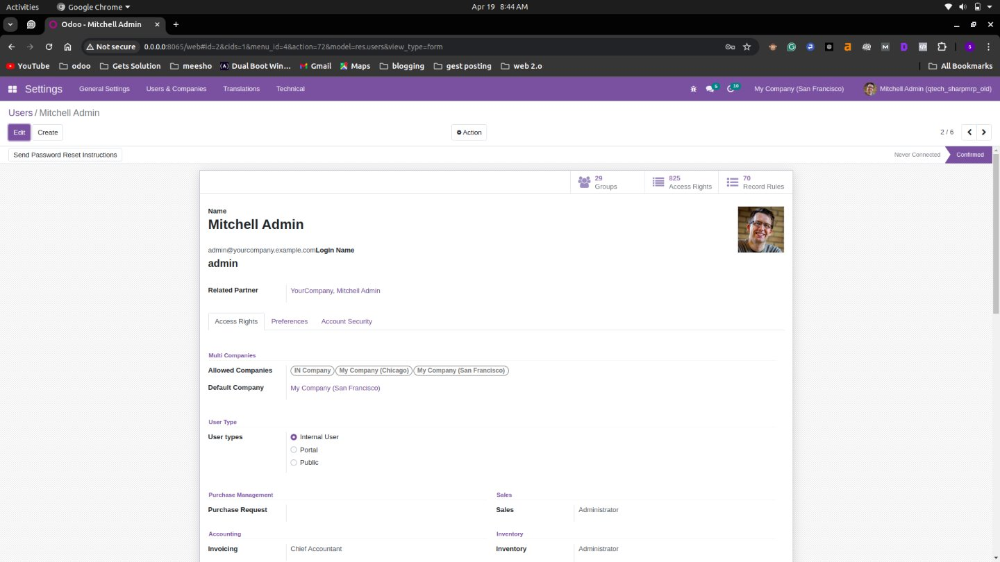 Activities Google Chrome Apr 19 8:44 AM
Odoo - Mitchell Admin
Not secure 0.0.0.0:8065/web#id=2&cids=1&menu_id=4&action=72&model=res.users&view_type=form
YouTube odoo Gets Solution meesho Dual Boot Win... Gmail Maps blogging gest posting web 2.o All Bookmarks
Settings General Settings Users & Companies Translations Technical 5 10 My Company (San Francisco) Mitchell Admin (qtech_sharpmrp_old)
Users / Mitchell Admin
Edit Create Action 2 / 6
Send Password Reset Instructions Never Connected Confirmed
29 825 70
Groups Access Rights Record Rules
Name
Mitchell Admin
admin@yourcompany.example.comLogin Name
admin
Related Partner YourCompany, Mitchell Admin
Access Rights Preferences Account Security
Multi Companies
Allowed Companies IN Company My Company (Chicago) My Company (San Francisco)
Default Company My Company (San Francisco)
User Type
User types Internal User
Portal
Public
Purchase Management Sales
Purchase Request Sales Administrator
Accounting Inventory
Invoicing Chief Accountant Inventory Administrator